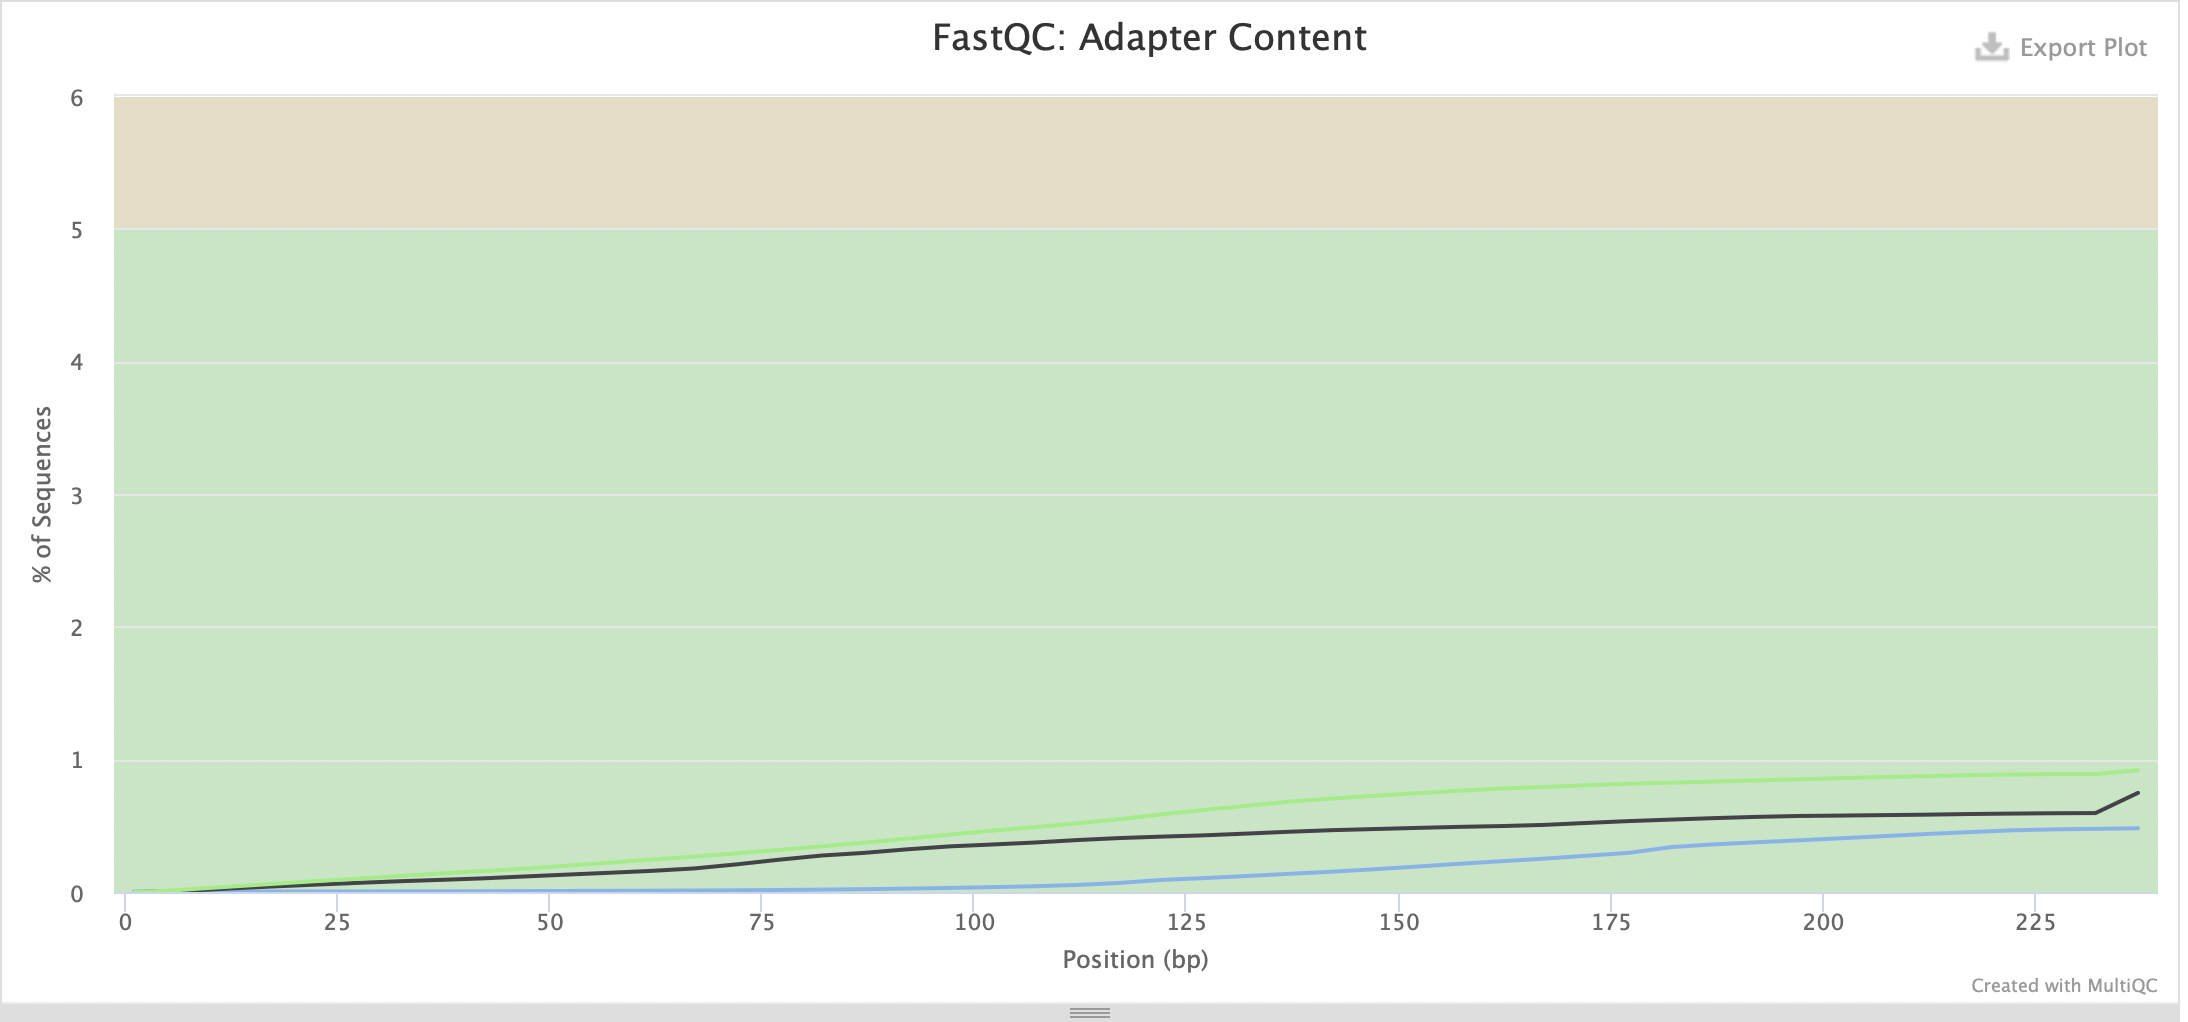 FastQC: Adapter Content
Export Plot
6
5
4
3
2
1
0
% of Sequences
0 25 50 75 100 125 150 175 200 225
Position (bp)
Created with MultiQC